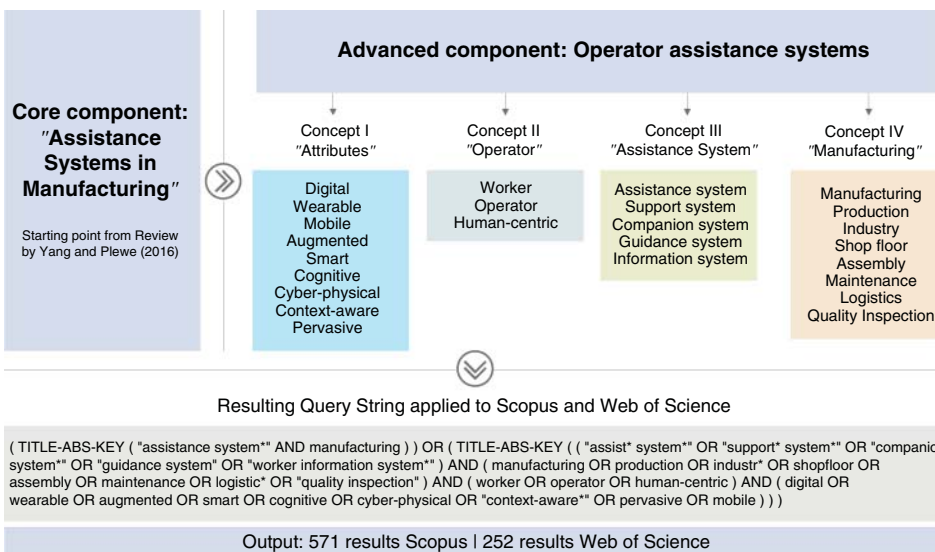 Advanced component: Operator assistance systems
Core component:
"Assistance
Systems in
Manufacturing"
Starting point from Review
by Yang and Plewe (2016)
Concept I
"Attributes"
Digital
Wearable
Mobile
Augmented
Smart
Cognitive
Cyber-physical
Context-aware
Pervasive
Concept II
"Operator"
Worker
Operator
Human-centric
Concept III
"Assistance System"
Assistance system
Support system
Companion system
Guidance system
Information system
Concept IV
"Manufacturing"
Manufacturing
Production
Industry
Shop floor
Assembly
Maintenance
Logistics
Quality Inspection
Resulting Query String applied to Scopus and Web of Science
( TITLE-ABS-KEY ( "assistance system*" AND manufacturing ) ) OR ( TITLE-ABS-KEY ( ( "assist* system*" OR "support* system*" OR "companio
system*" OR "guidance system" OR "worker information system*" ) AND ( manufacturing OR production OR industr* OR shopfloor OR
assembly OR maintenance OR logistic* OR "quality inspection" ) AND ( worker OR operator OR human-centric ) AND ( digital OR
wearable OR augmented OR smart OR cognitive OR cyber-physical OR "context-aware*" OR pervasive OR mobile ) ) )
Output: 571 results Scopus | 252 results Web of Science